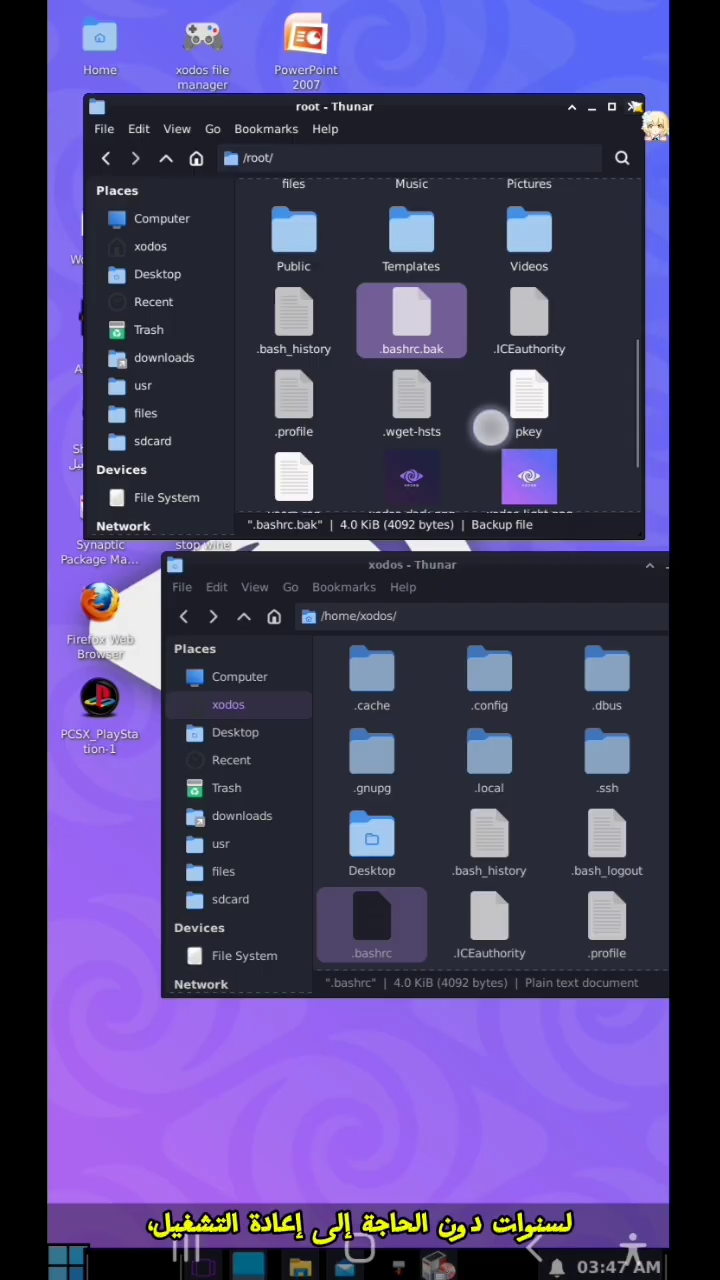 Home
xodos file
manager
PowerPoint
2007
root - Thunar
File Edit View Go Bookmarks Help
/root/
Places
Computer
xodos
Desktop
Recent
Trash
downloads
usr
files
sdcard
Devices
File System
Network
files Music Pictures
Public Templates Videos
.bash_history .bashrc.bak .ICEauthority
.profile .wget-hsts pkey
".bashrc.bak" | 4.0 KiB (4092 bytes) | Backup file
Synaptic
Package Ma...
stop wine
Firefox Web
Browser
PCSX_PlaySta
tion-1
xodos - Thunar
File Edit View Go Bookmarks Help
/home/xodos/
Places
Computer
xodos
Desktop
Recent
Trash
downloads
usr
files
sdcard
Devices
File System
Network
.cache .config .dbus
.gnupg .local .ssh
Desktop .bash_history .bash_logout
.bashrc .ICEauthority .profile
".bashrc" | 4.0 KiB (4092 bytes) | Plain text document
لسنوات دون الحاجة إلى إعادة التشغيل،
03:47 AM